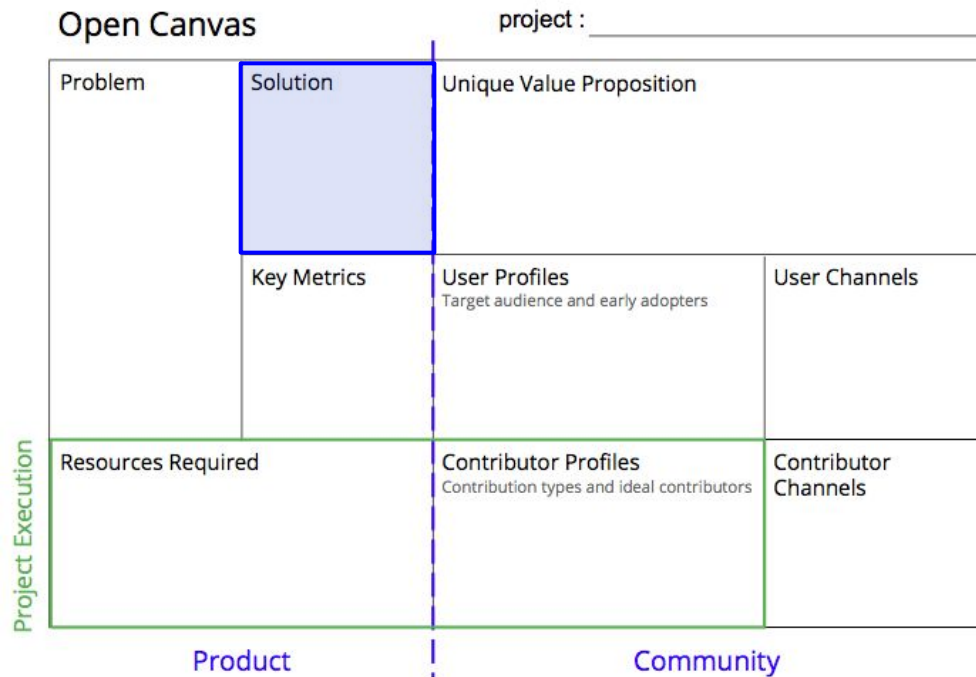 Open Canvas
project :
Problem
Solution
Unique Value Proposition
Key Metrics
User Profiles
Target audience and early adopters
User Channels
Project Execution
Resources Required
Contributor Profiles
Contribution types and ideal contributors
Contributor
Channels
Product
Community